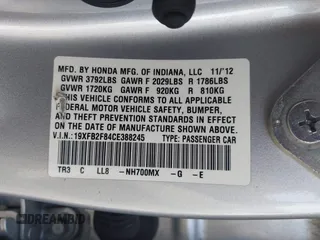 MFD. BY HONDA MFG. OF INDIANA, LLC 11/'12
GVWR 3792LBS GAWR F 2029LBS R 1786LBS
GVWR 1720KG GAWR F 920KG R 810KG
THIS VEHICLE CONFORMS TO ALL APPLICABLE
FEDERAL MOTOR VEHICLE SAFETY, BUMPER,
AND THEFT PREVENTION STANDARDS IN
EFFECT ON THE DATE OF MANUFACTURE
SHOWN ABOVE.
V.I.N.: 19XFB2F84CE388245 TYPE: PASSENGER CAR
TR3 C LL8 -NH700MX -G -E
DREAMBID